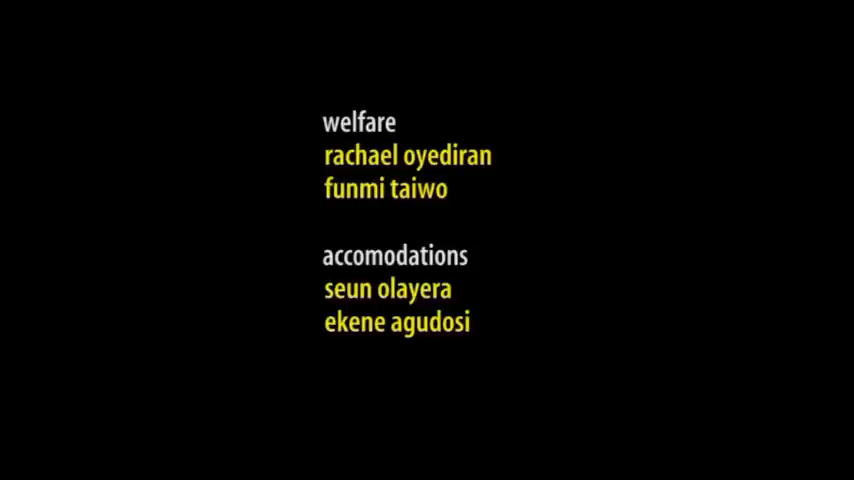 welfare
rachael oyediran
funmi taiwo
accomodations
seun olayera
ekene agudosi